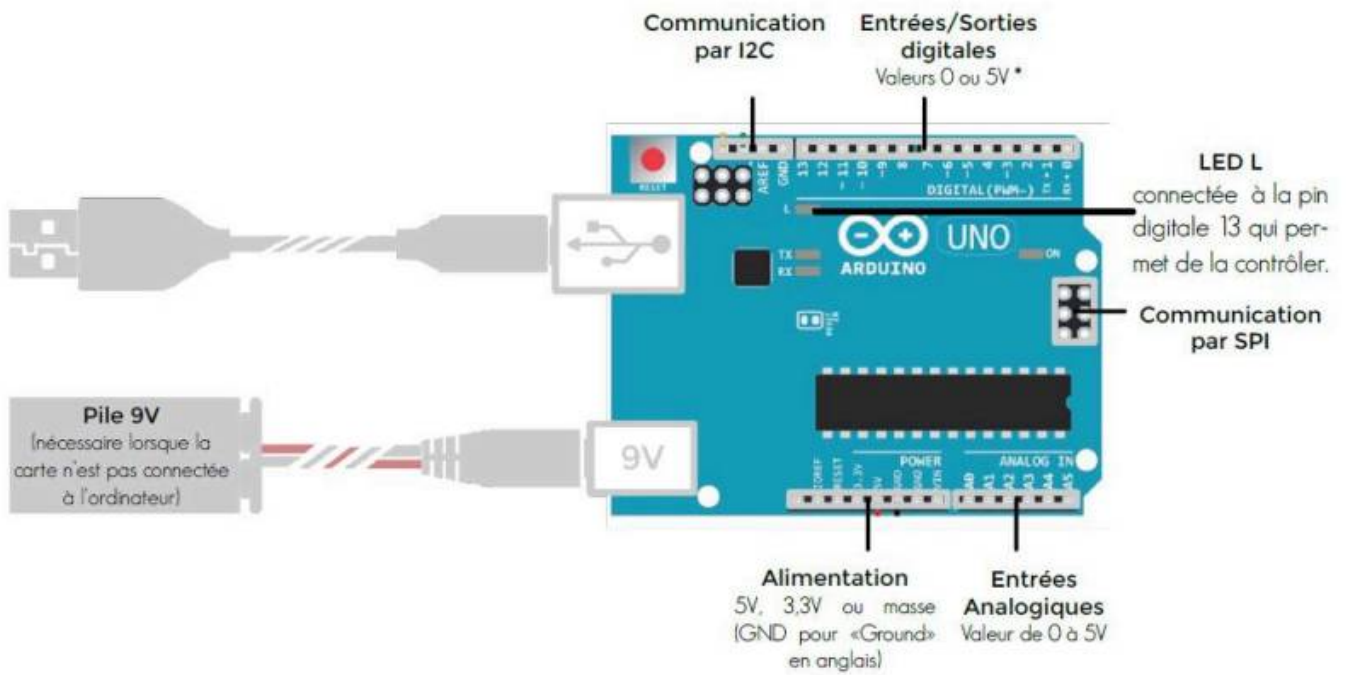 Communication
par I2C
Entrées/Sorties
digitales
Valeurs 0 ou 5V *
RESET
AREF
GND
13
12
~11
~10
~9
8
7
~6
~5
4
~3
2
TX ▸ 1
RX ◂ 0
DIGITAL(PWM~)
L
TX
RX
ARDUINO
UNO
ON
LED L
connectée à la pin
digitale 13 qui per-
met de la contrôler.
Communication
par SPI
Pile 9V
(nécessaire lorsque la
carte n'est pas connectée
à l'ordinateur)
9V
POWER
ANALOG IN
IOREF
RESET
3.3V
5V
GND
GND
VIN
A0
A1
A2
A3
A4
A5
Alimentation
5V, 3,3V ou masse
(GND pour «Ground»
en anglais)
Entrées
Analogiques
Valeur de 0 à 5V